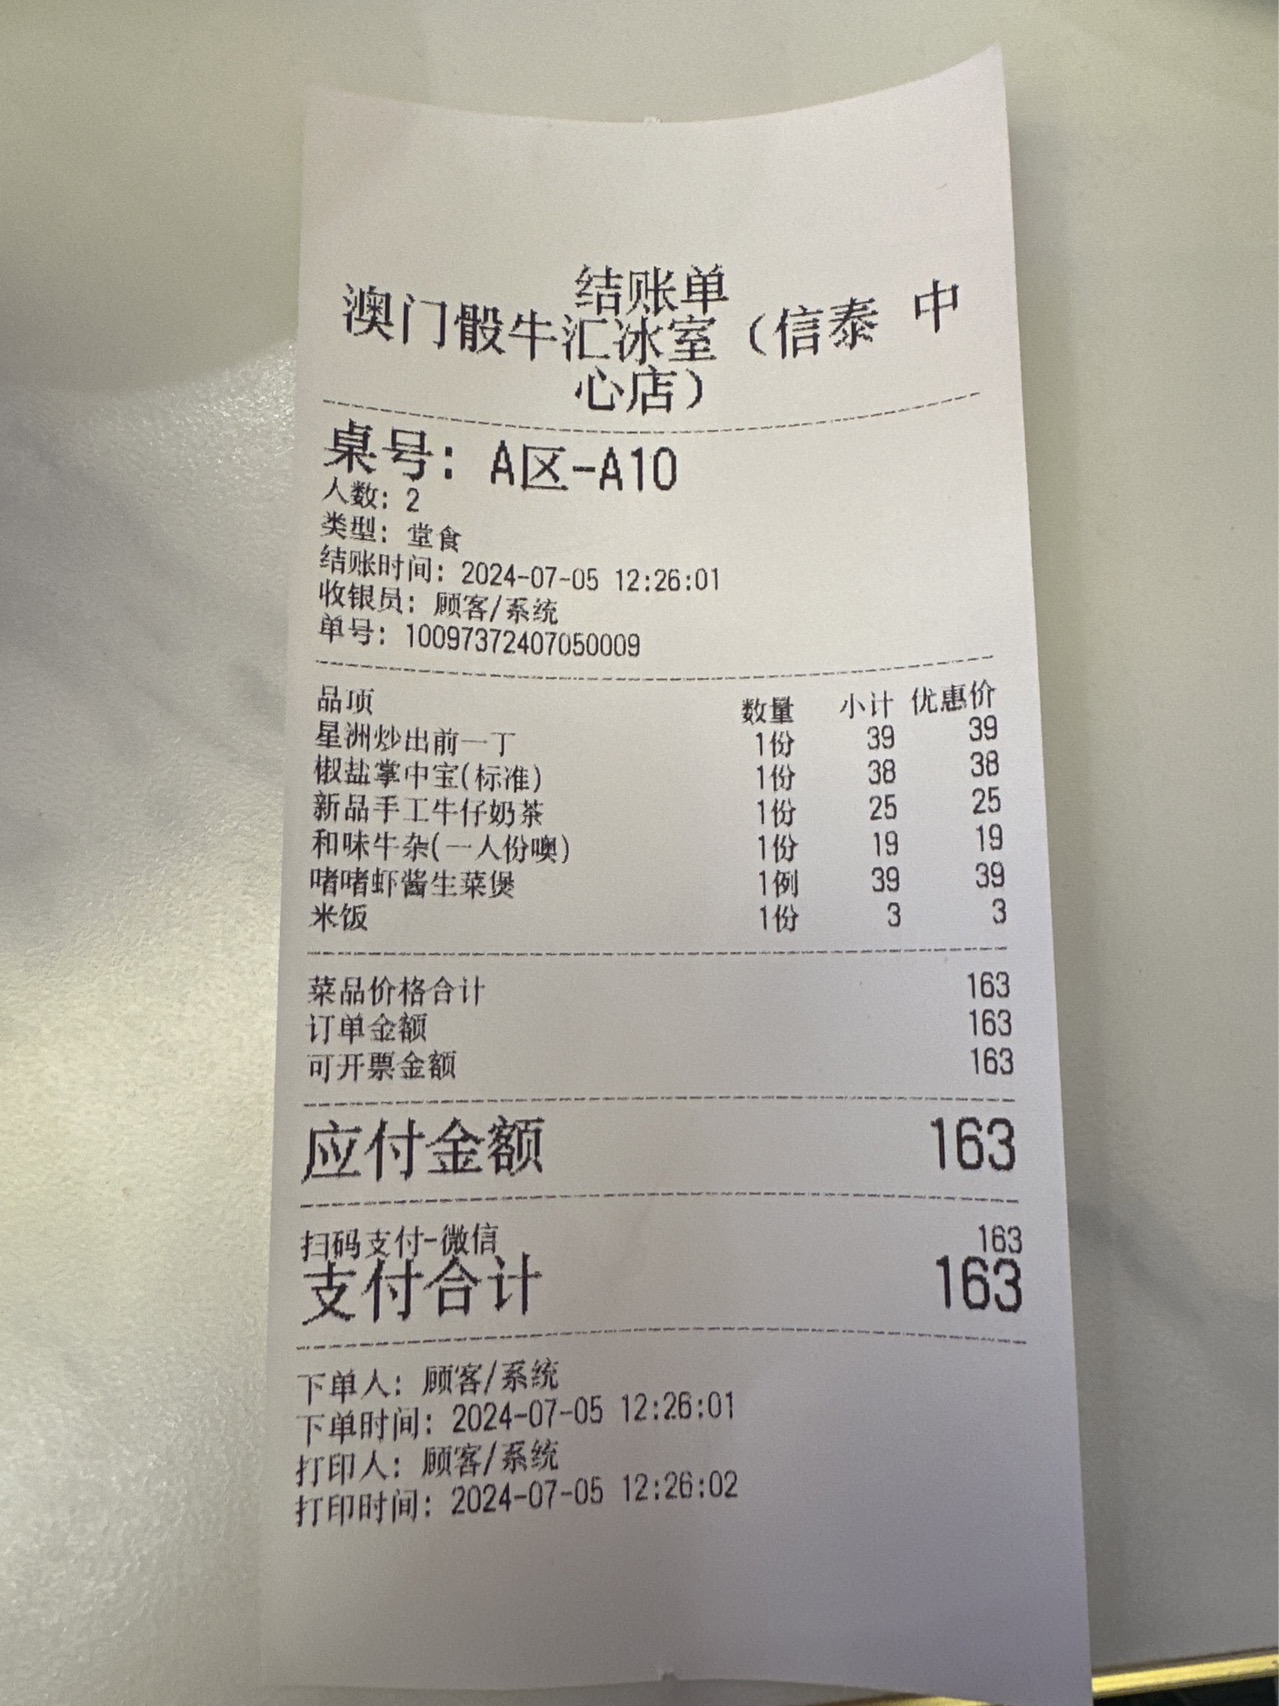 结账单
澳门骰牛汇冰室（信泰 中
心店）
桌号: A区-A10
人数: 2
类型: 堂食
结账时间: 2024-07-05 12:26:01
收银员: 顾客/系统
单号: 10097372407050009
品项 数量 小计 优惠价
星洲炒出前一丁 1份 39 39
椒盐掌中宝(标准) 1份 38 38
新品手工牛仔奶茶 1份 25 25
和味牛杂(一人份噢) 1份 19 19
啫啫虾酱生菜煲 1例 39 39
米饭 1份 3 3
菜品价格合计 163
订单金额 163
可开票金额 163
应付金额 163
扫码支付-微信 163
支付合计 163
下单人: 顾客/系统
下单时间: 2024-07-05 12:26:01
打印人: 顾客/系统
打印时间: 2024-07-05 12:26:02